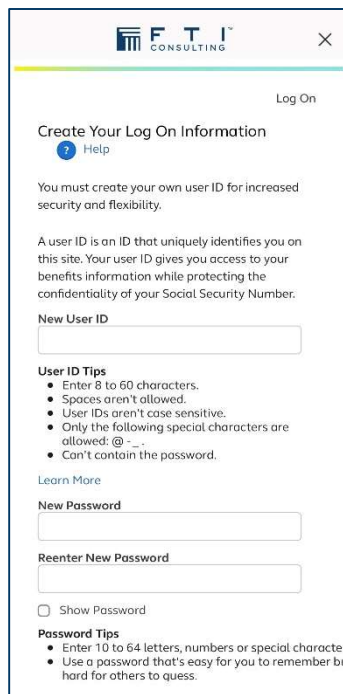 F T I™
CONSULTING
Log On
Create Your Log On Information
? Help
You must create your own user ID for increased
security and flexibility.
A user ID is an ID that uniquely identifies you on
this site. Your user ID gives you access to your
benefits information while protecting the
confidentiality of your Social Security Number.
New User ID
User ID Tips
• Enter 8 to 60 characters.
• Spaces aren't allowed.
• User IDs aren't case sensitive.
• Only the following special characters are
allowed: @ - _ .
• Can't contain the password.
Learn More
New Password
Reenter New Password
Show Password
Password Tips
• Enter 10 to 64 letters, numbers or special characte
• Use a password that's easy for you to remember bu
hard for others to guess.